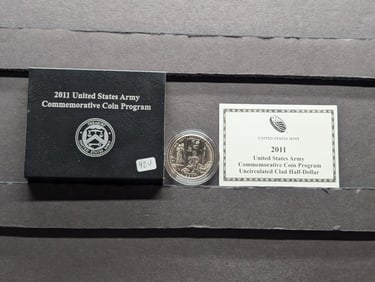 2011 United States Army
Commemorative Coin Program
UNITED STATES MINT
2011
United States Army
Commemorative Coin Program
Uncirculated Clad Half-Dollar